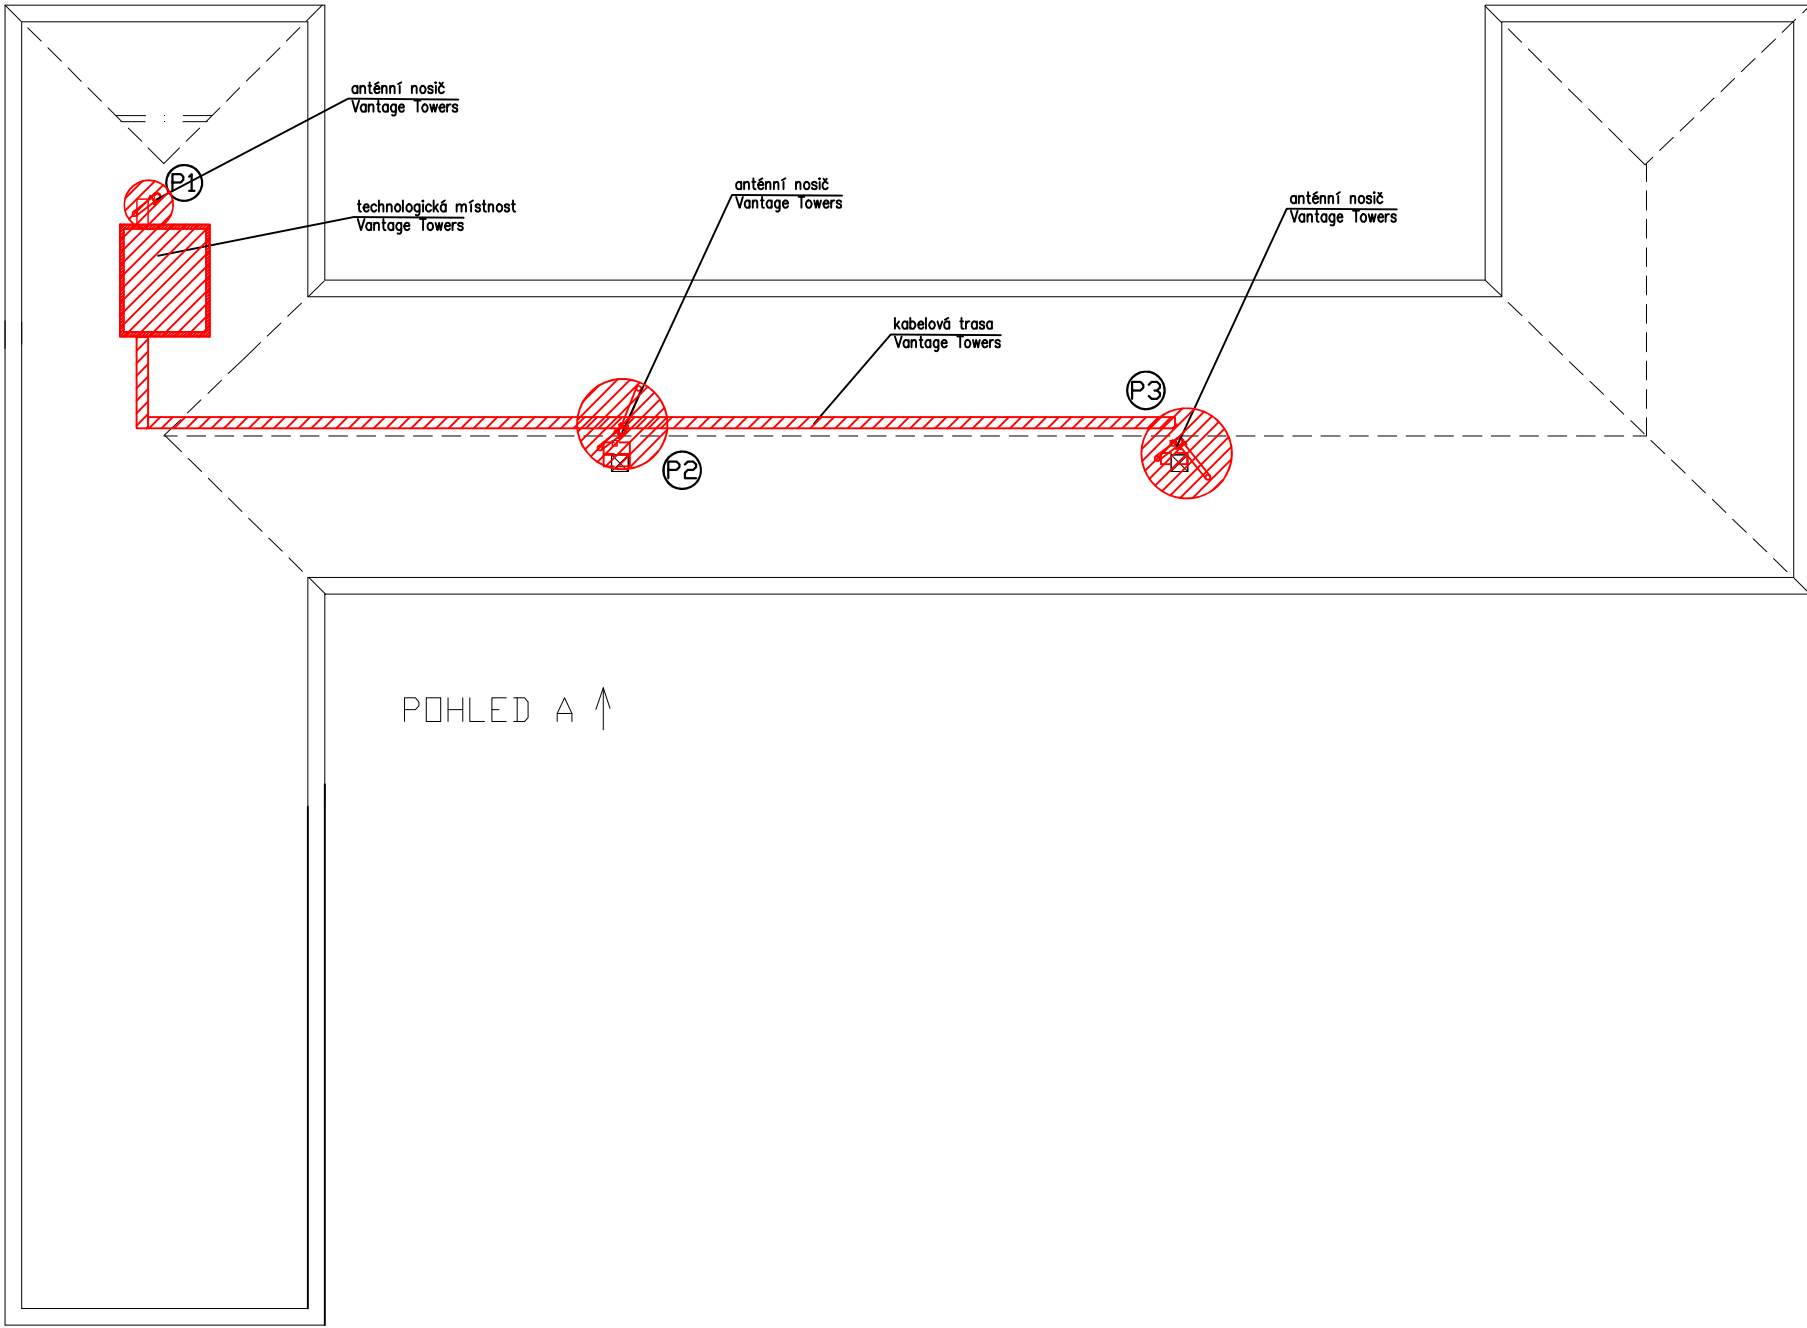 anténní nosič
Vantage Towers
P1
technologická místnost
Vantage Towers
anténní nosič
Vantage Towers
anténní nosič
Vantage Towers
kabelová trasa
Vantage Towers
P3
P2
POHLED A